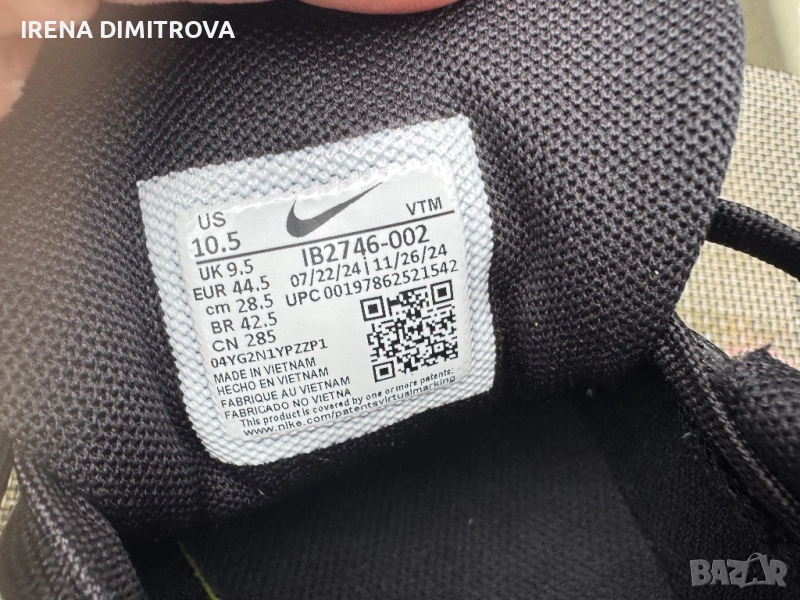 IRENA DIMITROVA
US
10.5
UK 9.5
EUR 44.5
cm 28.5
BR 42.5
CN 285
VTM
IB2746-002
07/22/24 | 11/26/24
UPC 00197862521542
04YG2N1YPZZP1
MADE IN VIETNAM
HECHO EN VIETNAM
FABRIQUE AU VIETNAM
FABRICADO NO VIETNA
This product is covered by one or more patents:
www.nike.com/patentsvirtualmarking
BAZAR